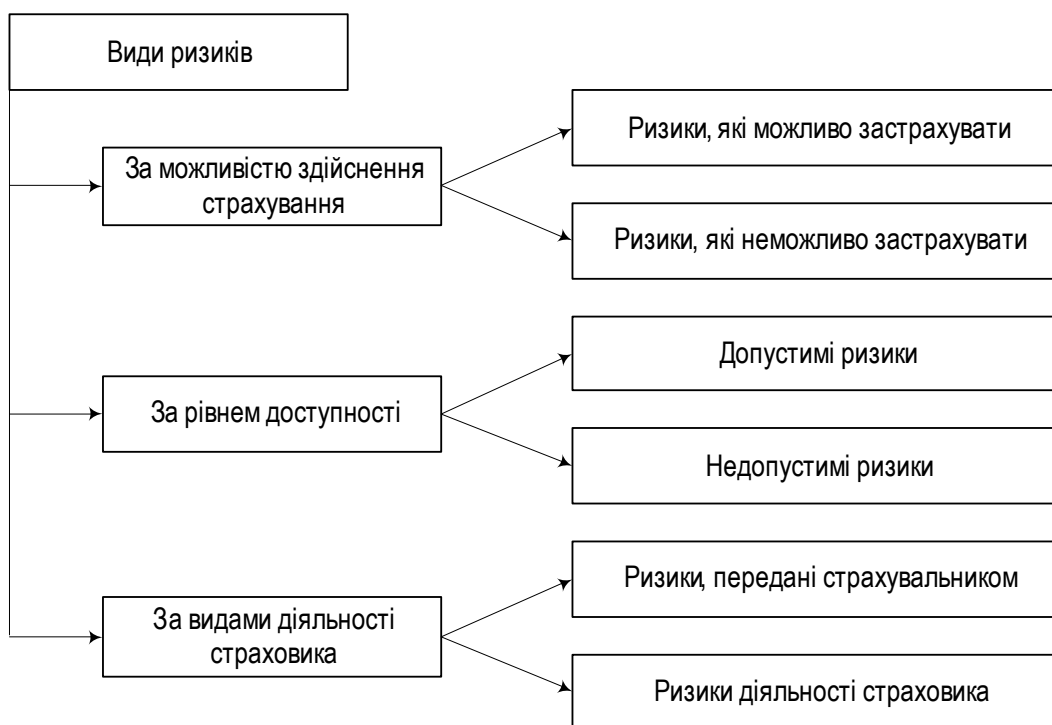 Види ризиків
За можливістю здійснення
страхування
Ризики, які можливо застрахувати
Ризики, які неможливо застрахувати
За рівнем доступності
Допустимі ризики
Недопустимі ризики
За видами діяльності
страховика
Ризики, передані страхувальником
Ризики діяльності страховика